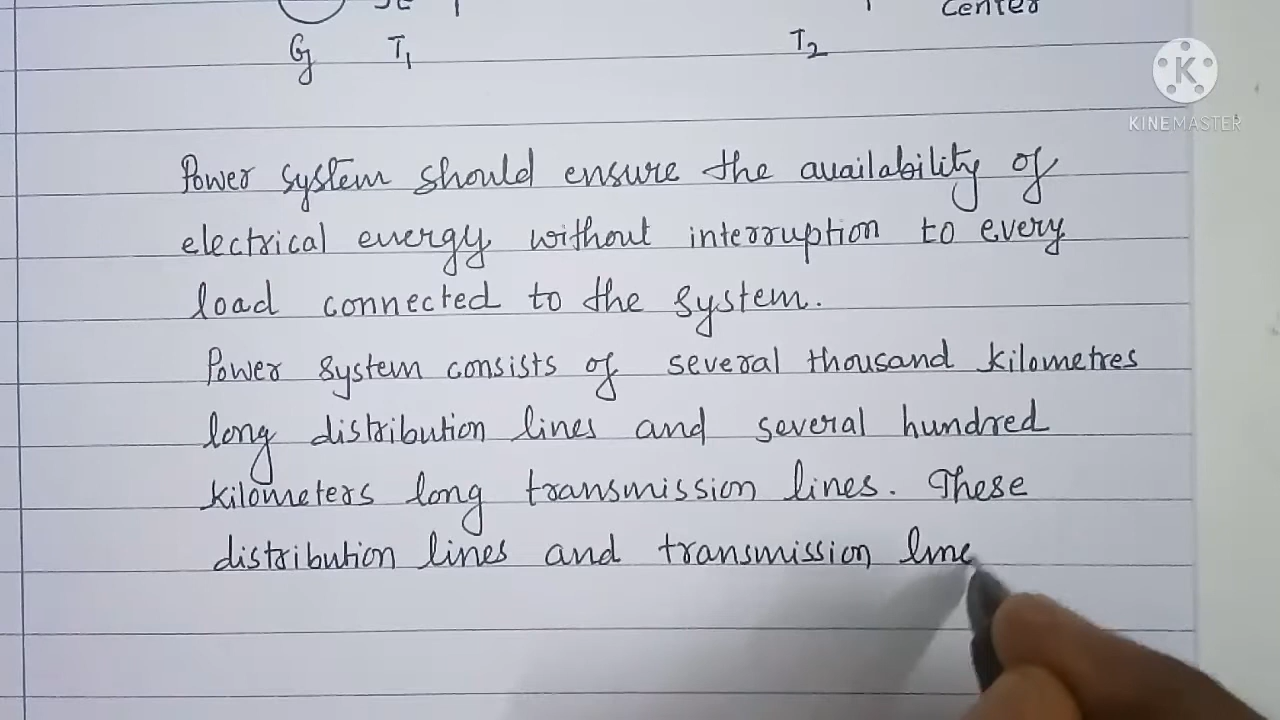 Center
G T1 T2
KINEMASTER
Power system should ensure the availability of
electrical energy without interruption to every
load connected to the system.
Power system consists of several thousand kilometres
long distribution lines and several hundred
kilometers long transmission lines. These
distribution lines and transmission line